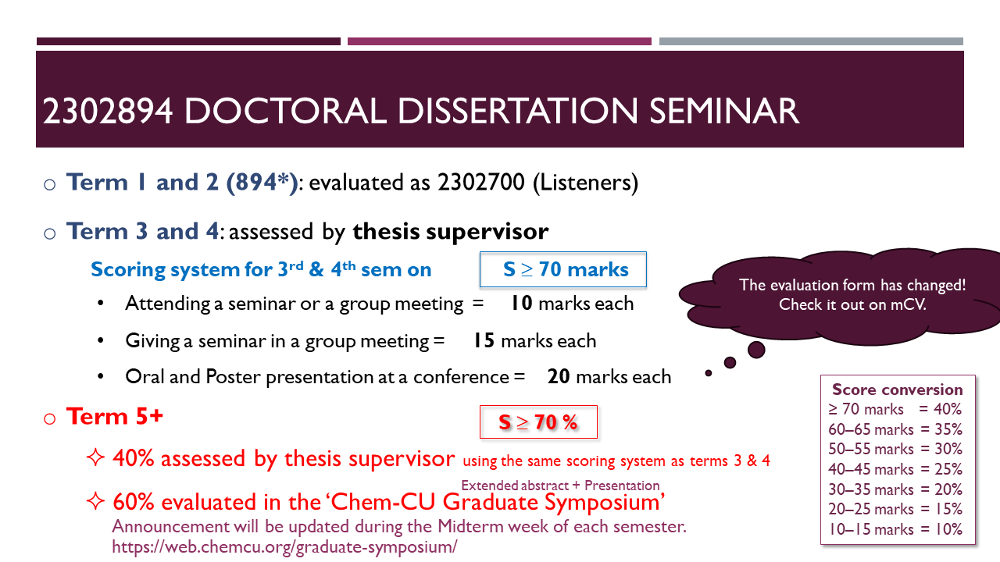 2302894 DOCTORAL DISSERTATION SEMINAR
o Term 1 and 2 (894*): evaluated as 2302700 (Listeners)
o Term 3 and 4: assessed by thesis supervisor
Scoring system for 3rd & 4th sem on S ≥ 70 marks
• Attending a seminar or a group meeting = 10 marks each
• Giving a seminar in a group meeting = 15 marks each
• Oral and Poster presentation at a conference = 20 marks each
The evaluation form has changed!
Check it out on mCV.
o Term 5+ S ≥ 70 %
✧ 40% assessed by thesis supervisor using the same scoring system as terms 3 & 4
Extended abstract + Presentation
✧ 60% evaluated in the ‘Chem-CU Graduate Symposium’
Announcement will be updated during the Midterm week of each semester.
https://web.chemcu.org/graduate-symposium/
Score conversion
≥ 70 marks = 40%
60–65 marks = 35%
50–55 marks = 30%
40–45 marks = 25%
30–35 marks = 20%
20–25 marks = 15%
10–15 marks = 10%